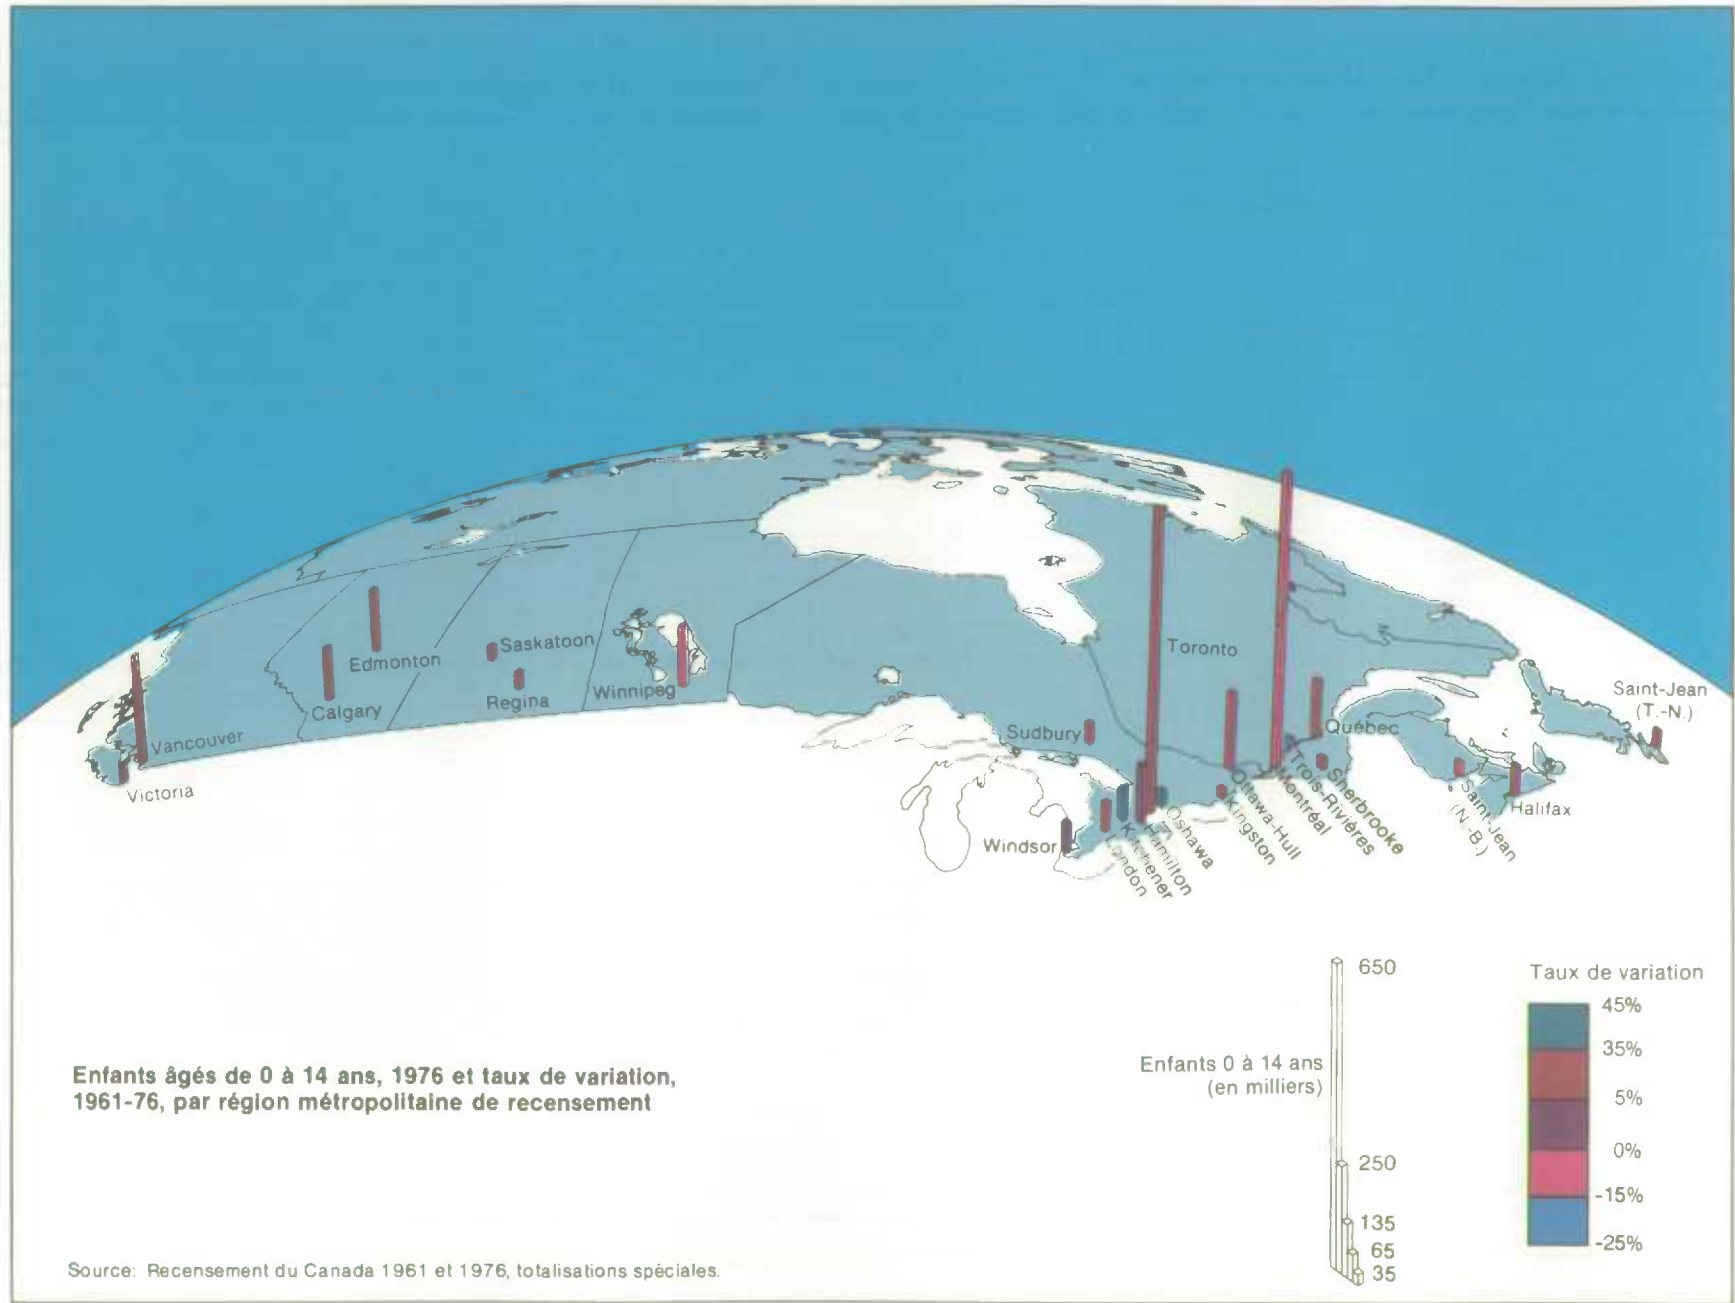 Saskatoon
Edmonton
Regina
Winnipeg
Calgary
Vancouver
Victoria
Toronto
Sudbury
Windsor
London
Kitchener
Hamilton
Oshawa
Kingston
Ottawa-Hull
Montréal
Trois-Rivières
Sherbrooke
Québec
Saint-Jean
(N.-B.)
Halifax
Saint-Jean
(T.-N.)
Enfants 0 à 14 ans
(en milliers)
650
250
135
65
35
Taux de variation
45%
35%
5%
0%
-15%
-25%
Enfants âgés de 0 à 14 ans, 1976 et taux de variation,
1961-76, par région métropolitaine de recensement
Source: Recensement du Canada 1961 et 1976, totalisations spéciales.